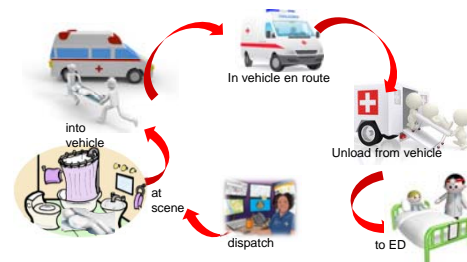 In vehicle en route
into
vehicle
Unload from vehicle
at
scene
dispatch
to ED